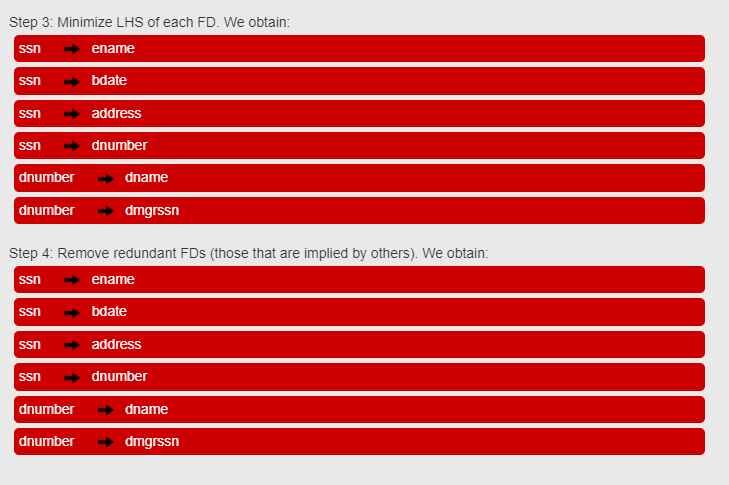 Step 3: Minimize LHS of each FD. We obtain:
ssn → ename
ssn → bdate
ssn → address
ssn → dnumber
dnumber → dname
dnumber → dmgrssn
Step 4: Remove redundant FDs (those that are implied by others). We obtain:
ssn → ename
ssn → bdate
ssn → address
ssn → dnumber
dnumber → dname
dnumber → dmgrssn